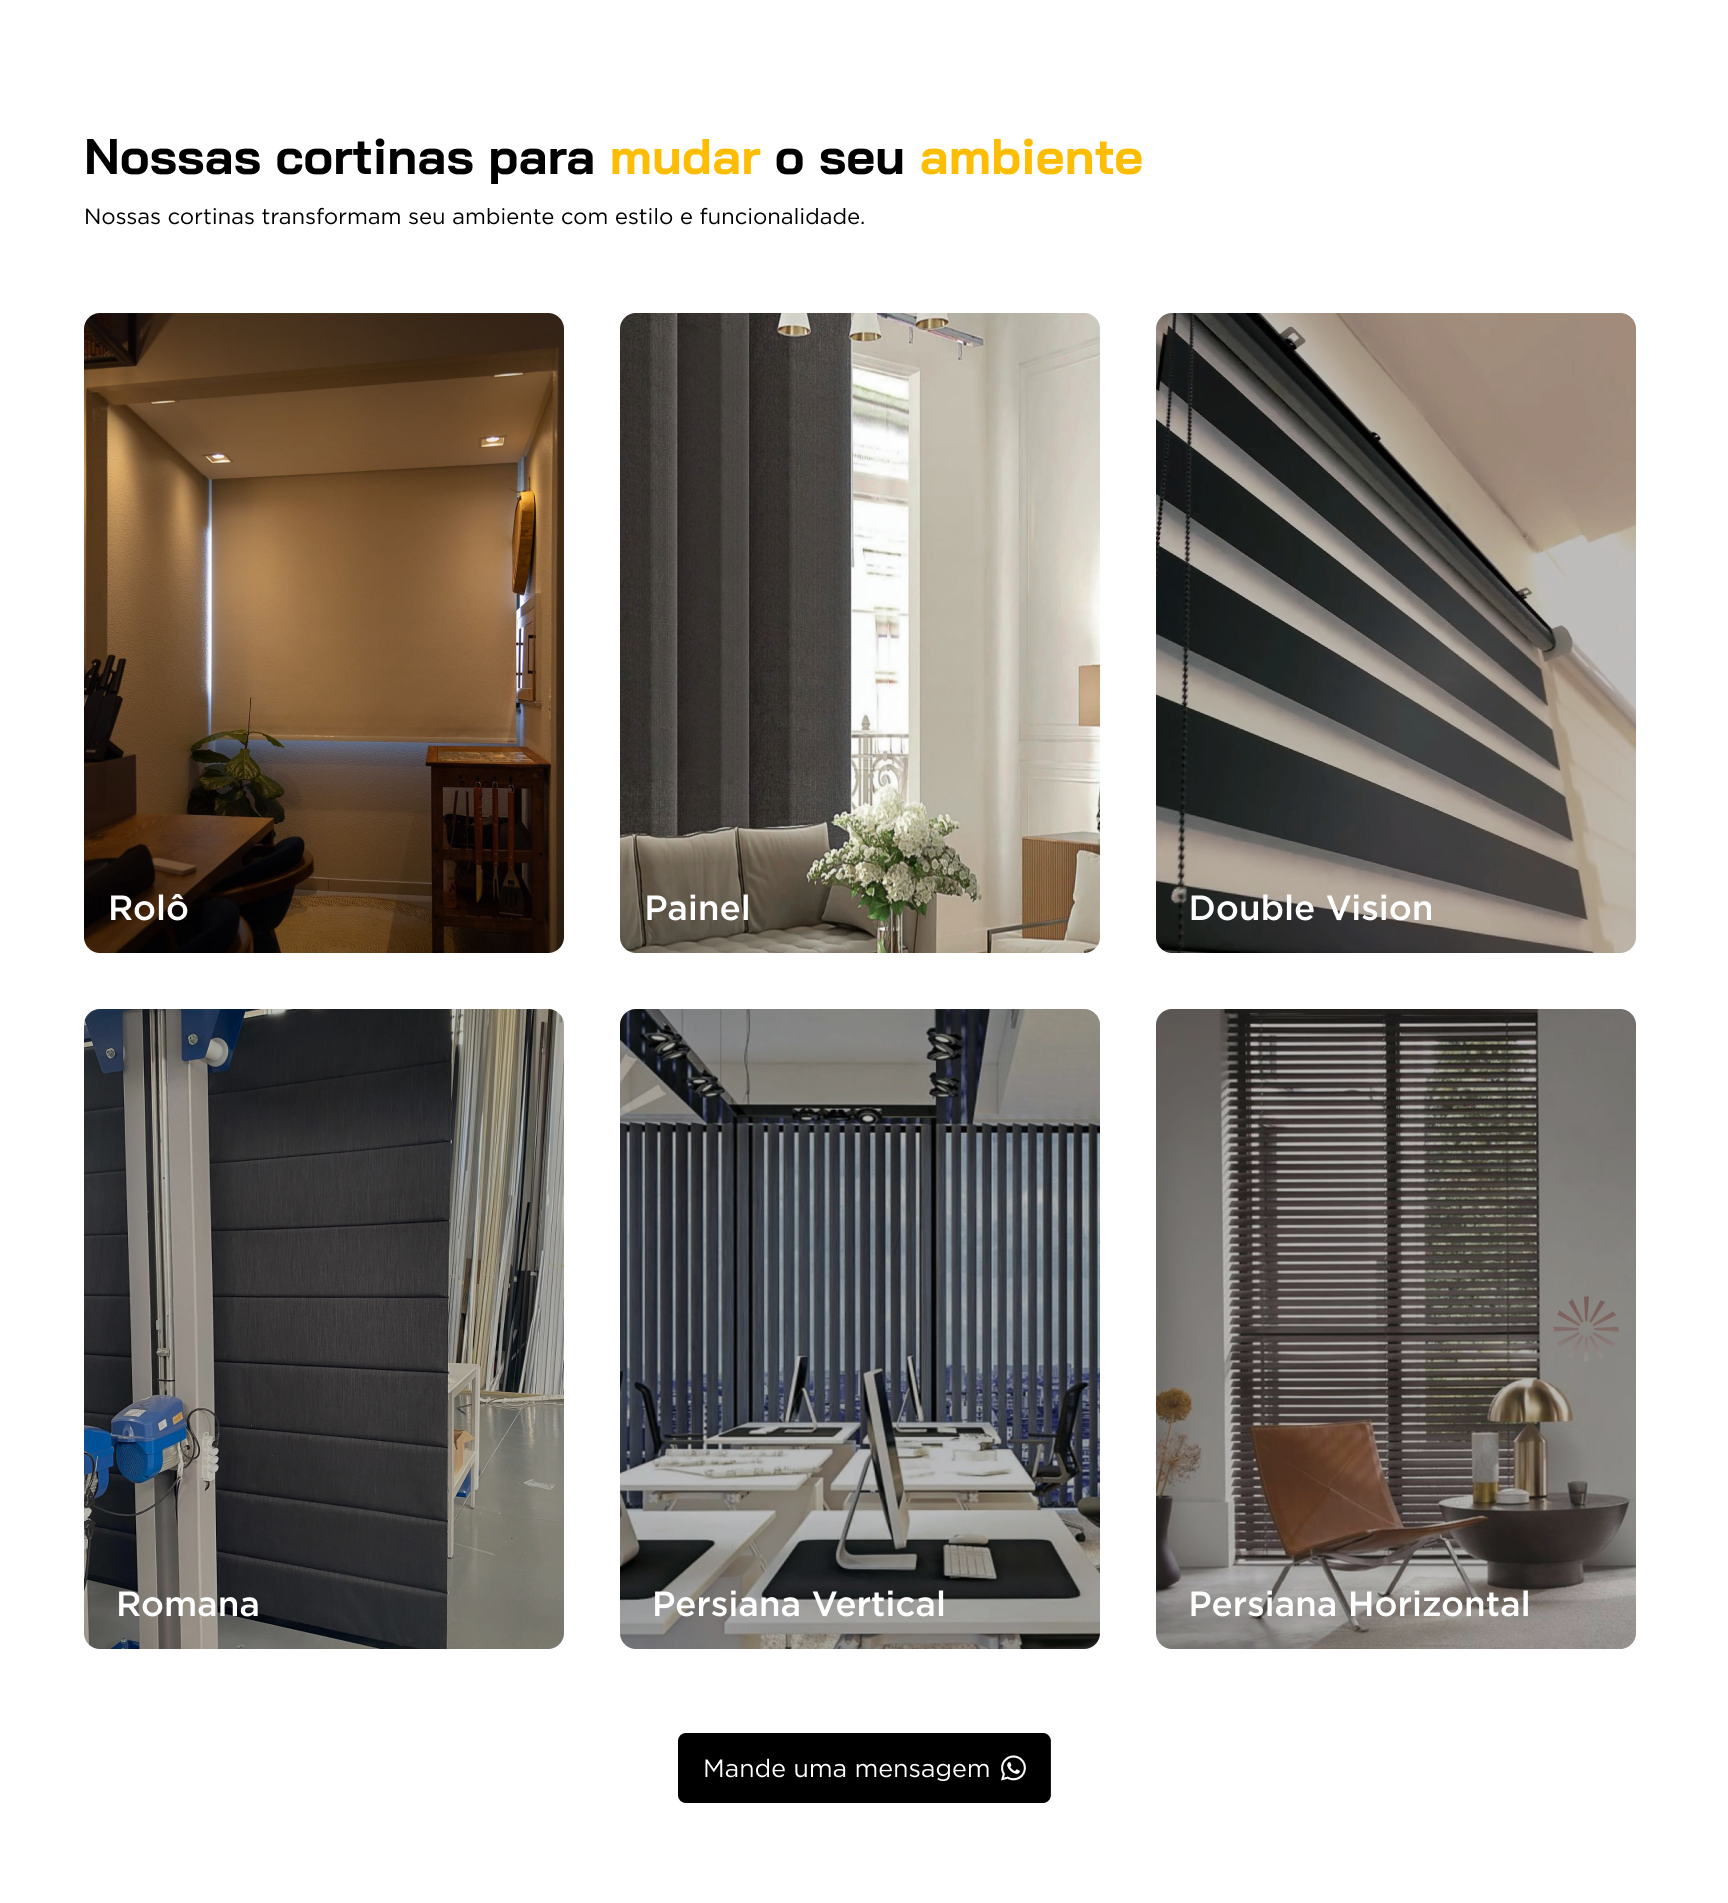 Nossas cortinas para mudar o seu ambiente
Nossas cortinas transformam seu ambiente com estilo e funcionalidade.
Rolô
Painel
Double Vision
Romana
Persiana Vertical
Persiana Horizontal
Mande uma mensagem